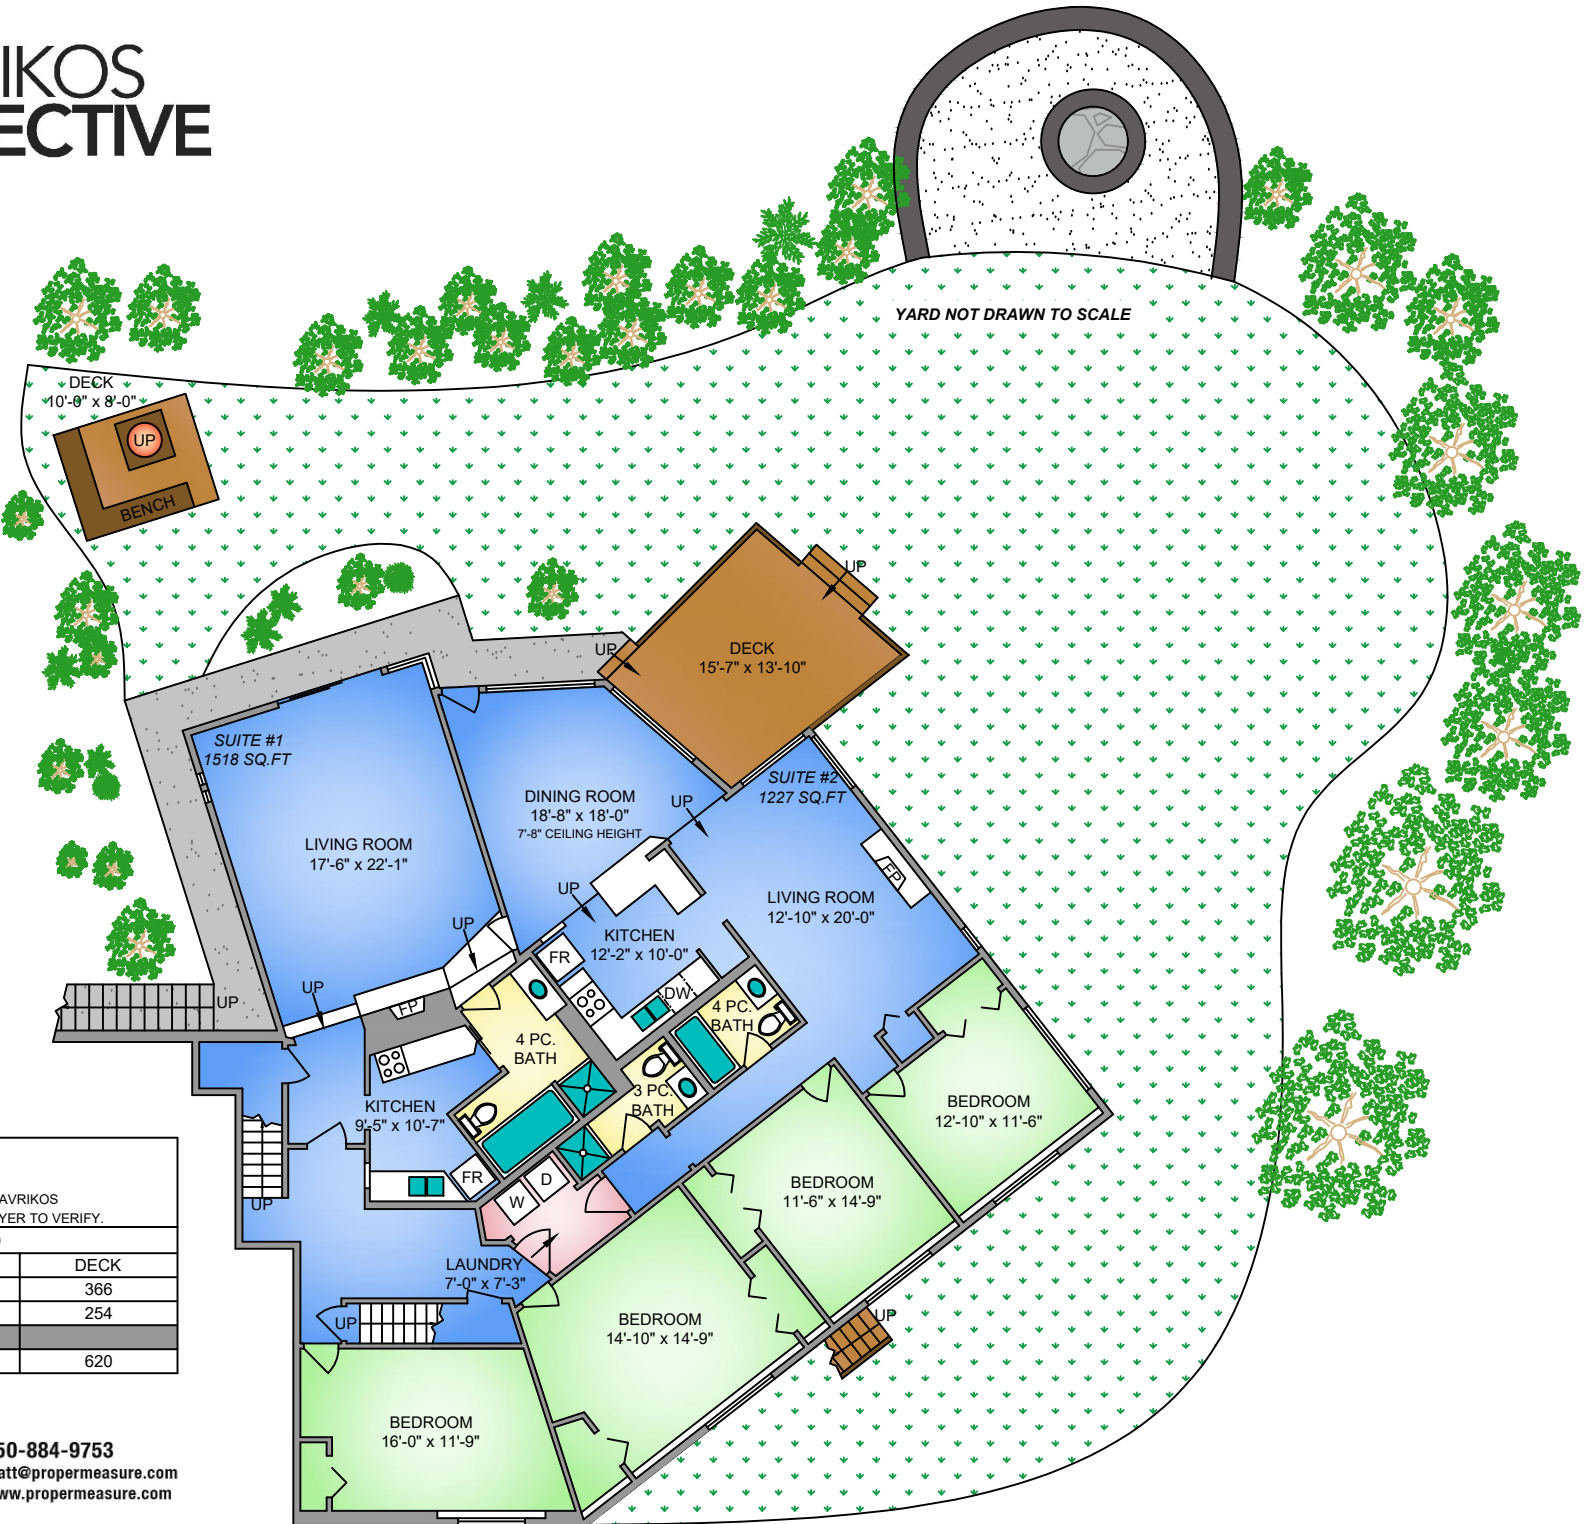 IKOS
ECTIVE
YARD NOT DRAWN TO SCALE
DECK
10'-0" x 8'-0"
UP
BENCH
UP
UP
DECK
15'-7" x 13'-10"
SUITE #1
1518 SQ.FT
SUITE #2
1227 SQ.FT
DINING ROOM
18'-8" x 18'-0"
7'-8" CEILING HEIGHT
UP
LIVING ROOM
17'-6" x 22'-1"
FP
UP
LIVING ROOM
12'-10" x 20'-0"
UP
KITCHEN
12'-2" x 10'-0"
FR
DW
UP
UP
FP
4 PC.
BATH
4 PC.
BATH
3 PC.
BATH
KITCHEN
9'-5" x 10'-7"
BEDROOM
12'-10" x 11'-6"
FR
D
W
BEDROOM
11'-6" x 14'-9"
UP
LAUNDRY
7'-0" x 7'-3"
UP
BEDROOM
14'-10" x 14'-9"
UP
BEDROOM
16'-0" x 11'-9"
AVRIKOS
YER TO VERIFY.
DECK
366
254
620
50-884-9753
att@propermeasure.com
ww.propermeasure.com